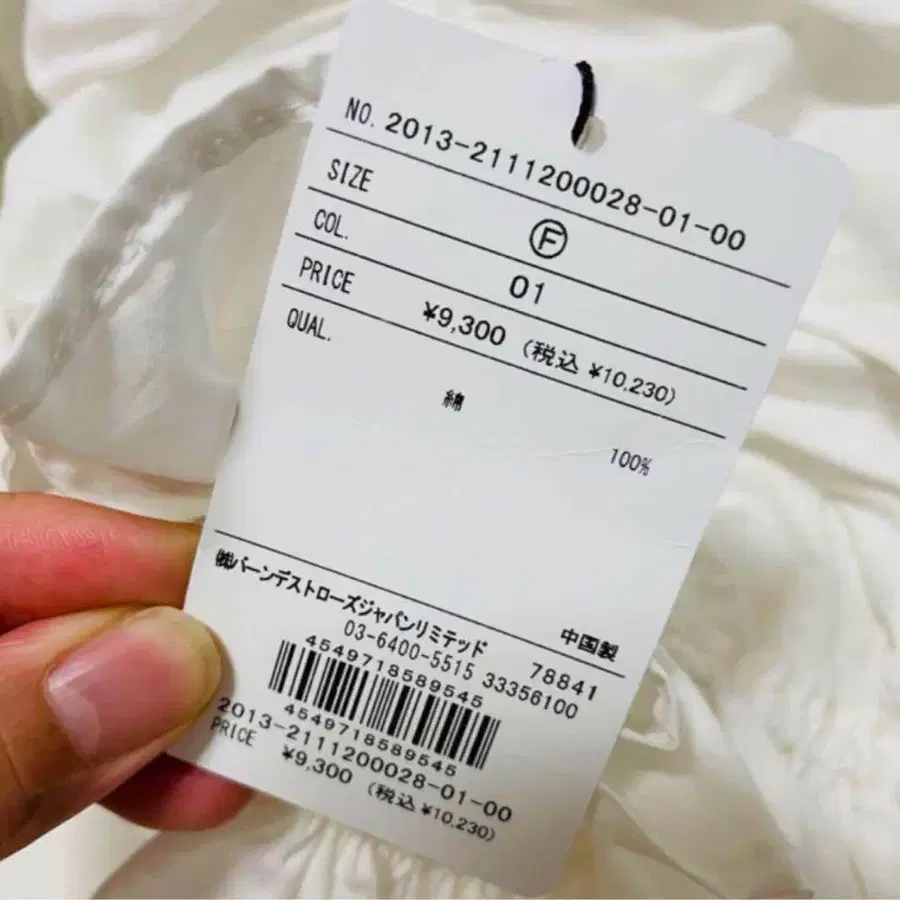 NO. 2013-2111200028-01-00
SIZE Ⓕ
COL. 01
PRICE ¥9,300 (税込 ¥10,230)
QUAL.
綿 100%
㈱バーンデストローズジャパンリミテッド 中国製
03-6400-5515 33356100 78841
4549718589545
4549718589545
2013-2111200028-01-00
PRICE ¥9,300 (税込 ¥10,230)